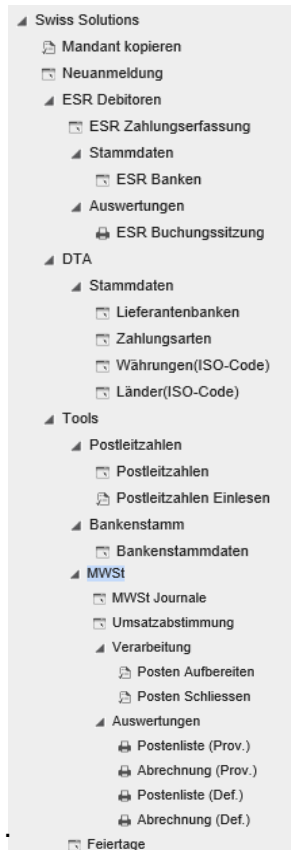 Swiss Solutions
Mandant kopieren
Neuanmeldung
ESR Debitoren
ESR Zahlungserfassung
Stammdaten
ESR Banken
Auswertungen
ESR Buchungssitzung
DTA
Stammdaten
Lieferantenbanken
Zahlungsarten
Währungen(ISO-Code)
Länder(ISO-Code)
Tools
Postleitzahlen
Postleitzahlen
Postleitzahlen Einlesen
Bankenstamm
Bankenstammdaten
MWSt
MWSt Journale
Umsatzabstimmung
Verarbeitung
Posten Aufbereiten
Posten Schliessen
Auswertungen
Postenliste (Prov.)
Abrechnung (Prov.)
Postenliste (Def.)
Abrechnung (Def.)
Feiertage